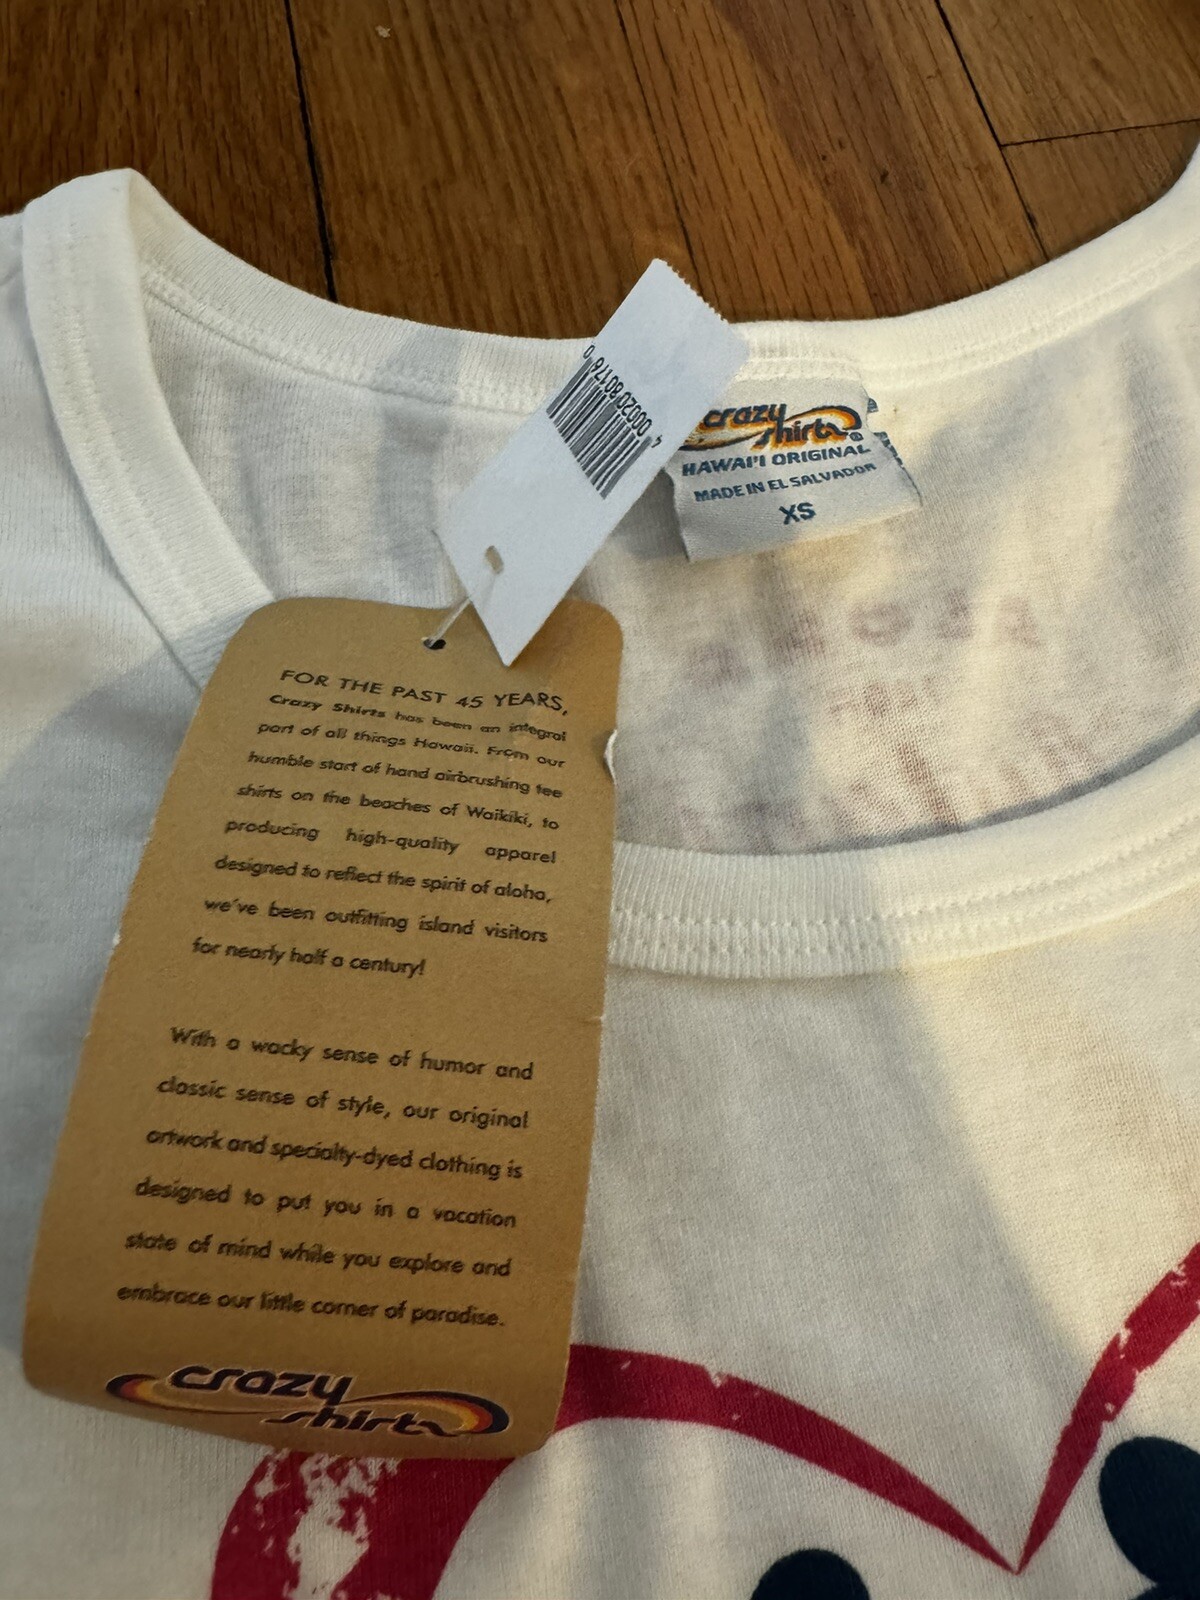 4 00020 80176 0
crazy
shirts®
HAWAI'I ORIGINAL
MADE IN EL SALVADOR
XS
FOR THE PAST 45 YEARS,
Crazy Shirts has been an integral
part of all things Hawaii. From our
humble start of hand airbrushing tee
shirts on the beaches of Waikiki, to
producing high-quality apparel
designed to reflect the spirit of aloha,
we've been outfitting island visitors
for nearly half a century!
With a wacky sense of humor and
classic sense of style, our original
artwork and specialty-dyed clothing is
designed to put you in a vacation
state of mind while you explore and
embrace our little corner of paradise.
crazy
shirts